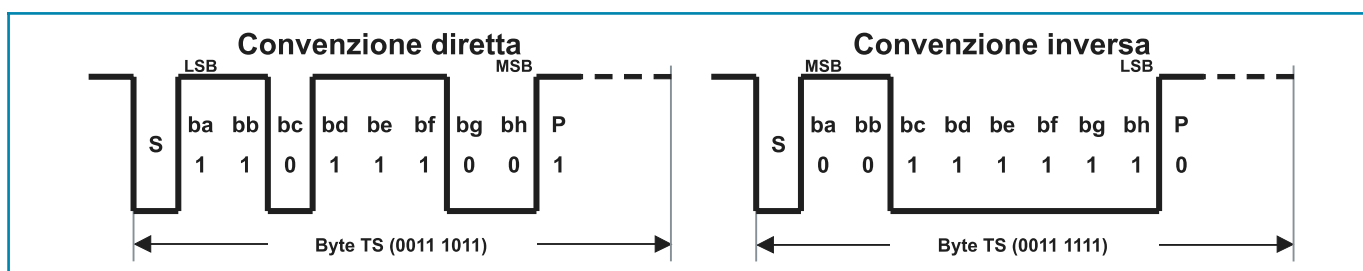 Convenzione diretta
LSB MSB
S ba bb bc bd be bf bg bh P
1 1 0 1 1 1 0 0 1
Byte TS (0011 1011)
Convenzione inversa
MSB LSB
S ba bb bc bd be bf bg bh P
0 0 1 1 1 1 1 1 0
Byte TS (0011 1111)